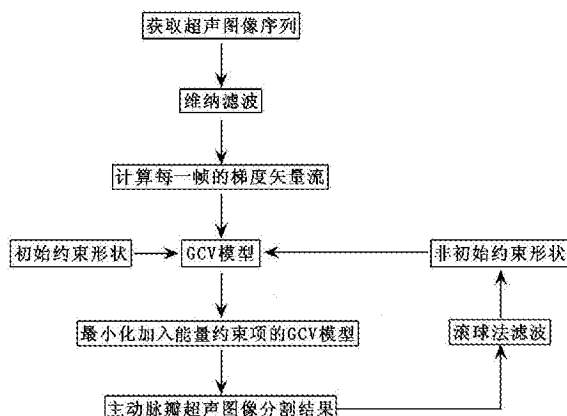 获取超声图像序列
维纳滤波
计算每一帧的梯度矢量流
初始约束形状
GCV模型
非初始约束形状
最小化加入能量约束项的GCV模型
滚球法滤波
主动脉瓣超声图像分割结果